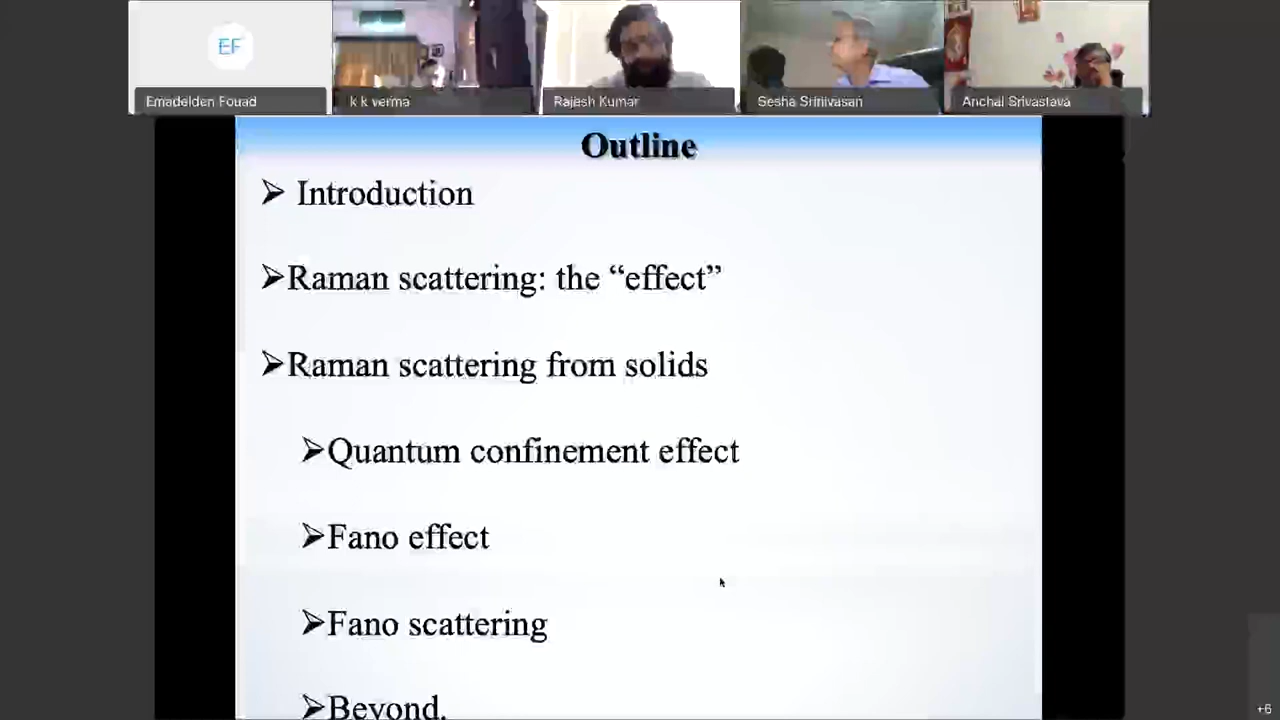 EF
Emadelden Fouad
k k verma
Rajesh Kumar
Sesha Srinivasan
Anchal Srivastava
Outline
➢ Introduction
➢Raman scattering: the “effect”
➢Raman scattering from solids
➢Quantum confinement effect
➢Fano effect
➢Fano scattering
➢Beyond.
+6